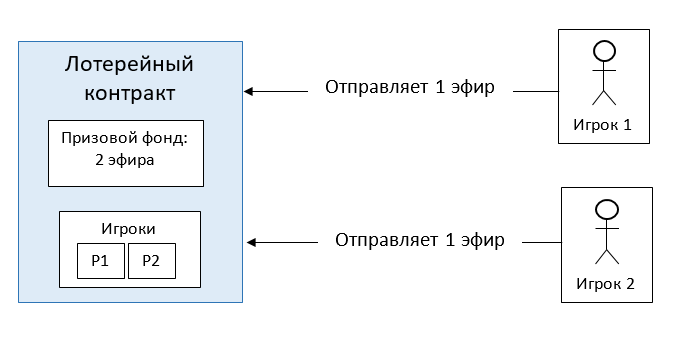 Лотерейный
контракт
Призовой фонд:
2 эфира
Игроки
P1 P2
Отправляет 1 эфир
Игрок 1
Отправляет 1 эфир
Игрок 2